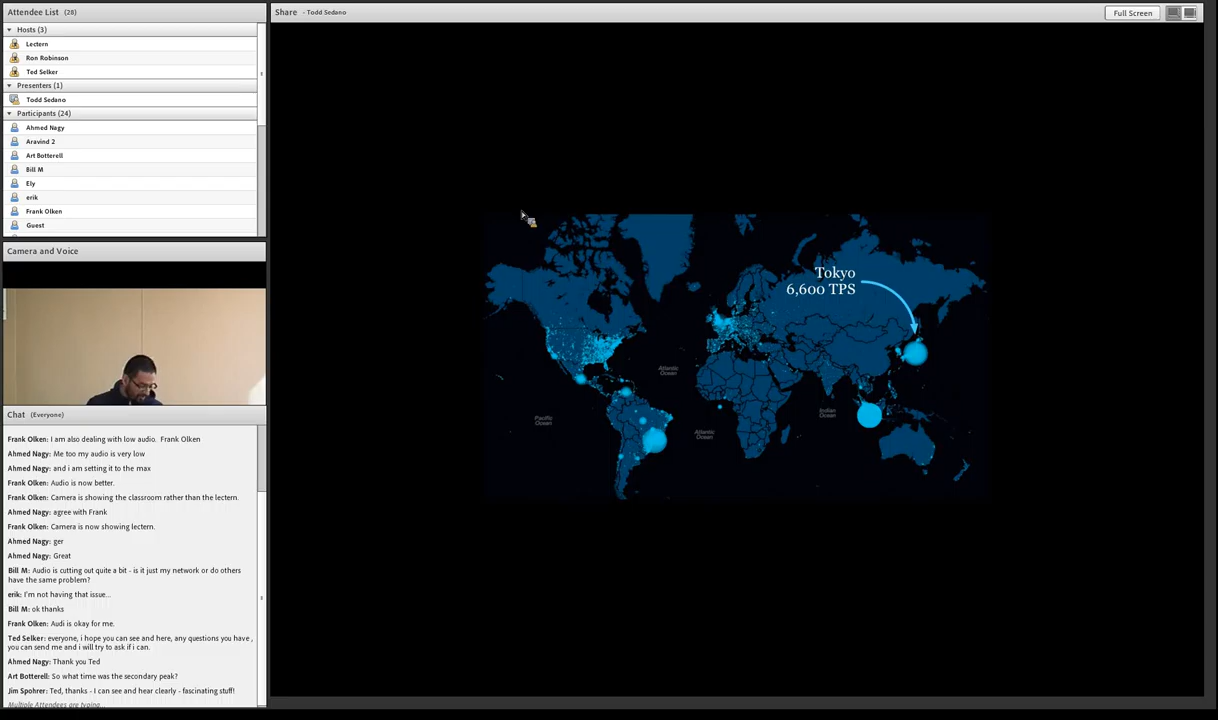 Attendee List (28)
Hosts (3)
Lectern
Ron Robinson
Ted Selker
Presenters (1)
Todd Sedano
Participants (24)
Ahmed Nagy
Aravind 2
Art Botterell
Bill M
Ely
erik
Frank Olken
Guest
Camera and Voice
Chat (Everyone)
Frank Olken: I am also dealing with low audio.  Frank Olken
Ahmed Nagy: Me too my audio is very low
Ahmed Nagy: and i am setting it to the max
Frank Olken: Audio is now better.
Frank Olken: Camera is showing the classroom rather than the lectern.
Ahmed Nagy: agree with Frank
Frank Olken: Camera is now showing lectern.
Ahmed Nagy: ger
Ahmed Nagy: Great
Bill M: Audio is cutting out quite a bit - is it just my network or do others
have the same problem?
erik: I'm not having that issue...
Bill M: ok thanks
Frank Olken: Audi is okay for me.
Ted Selker: everyone, i hope you can see and here, any questions you have ,
you can send me and i will try to ask if i can.
Ahmed Nagy: Thank you Ted
Art Botterell: So what time was the secondary peak?
Jim Spohrer: Ted, thanks - I can see and hear clearly - fascinating stuff!
Multiple Attendees are typing...
Share - Todd Sedano
Full Screen
Tokyo
6,600 TPS
Atlantic
Ocean
Pacific
Ocean
Indian
Ocean
Atlantic
Ocean